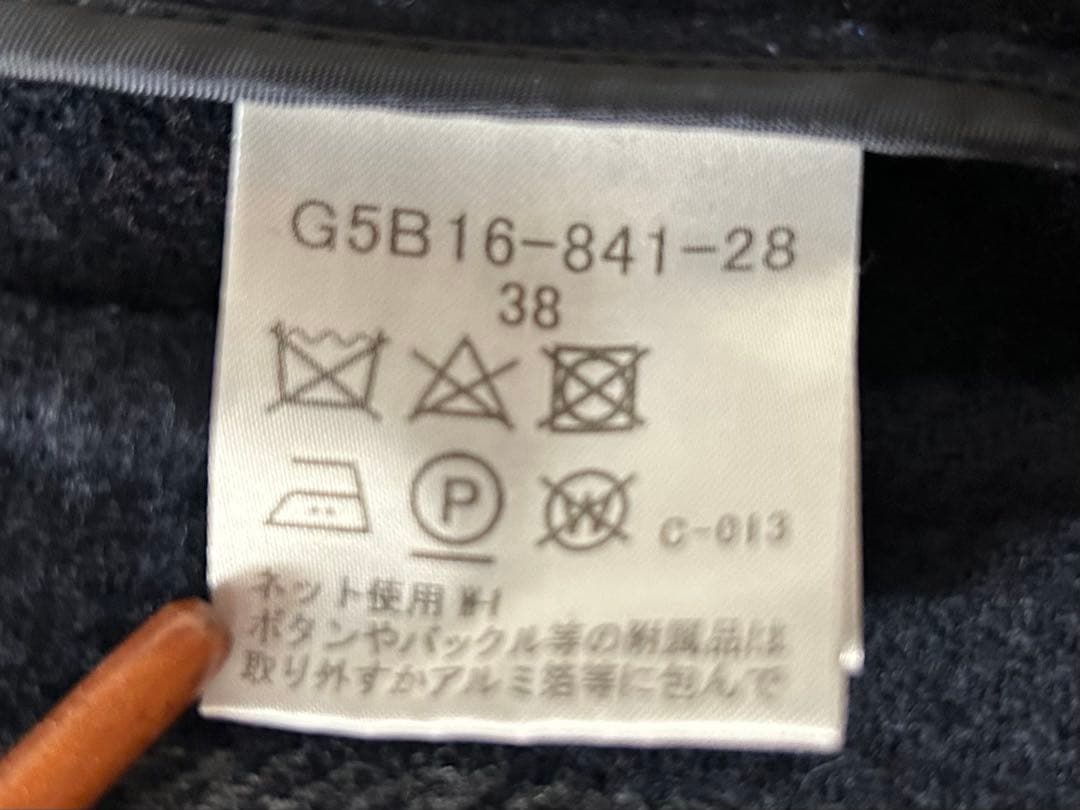 G5B16-841-28
38
P W C-013
ネット使用
ボタンやバックル等の附属品は
取り外すかアルミ箔等に包んで